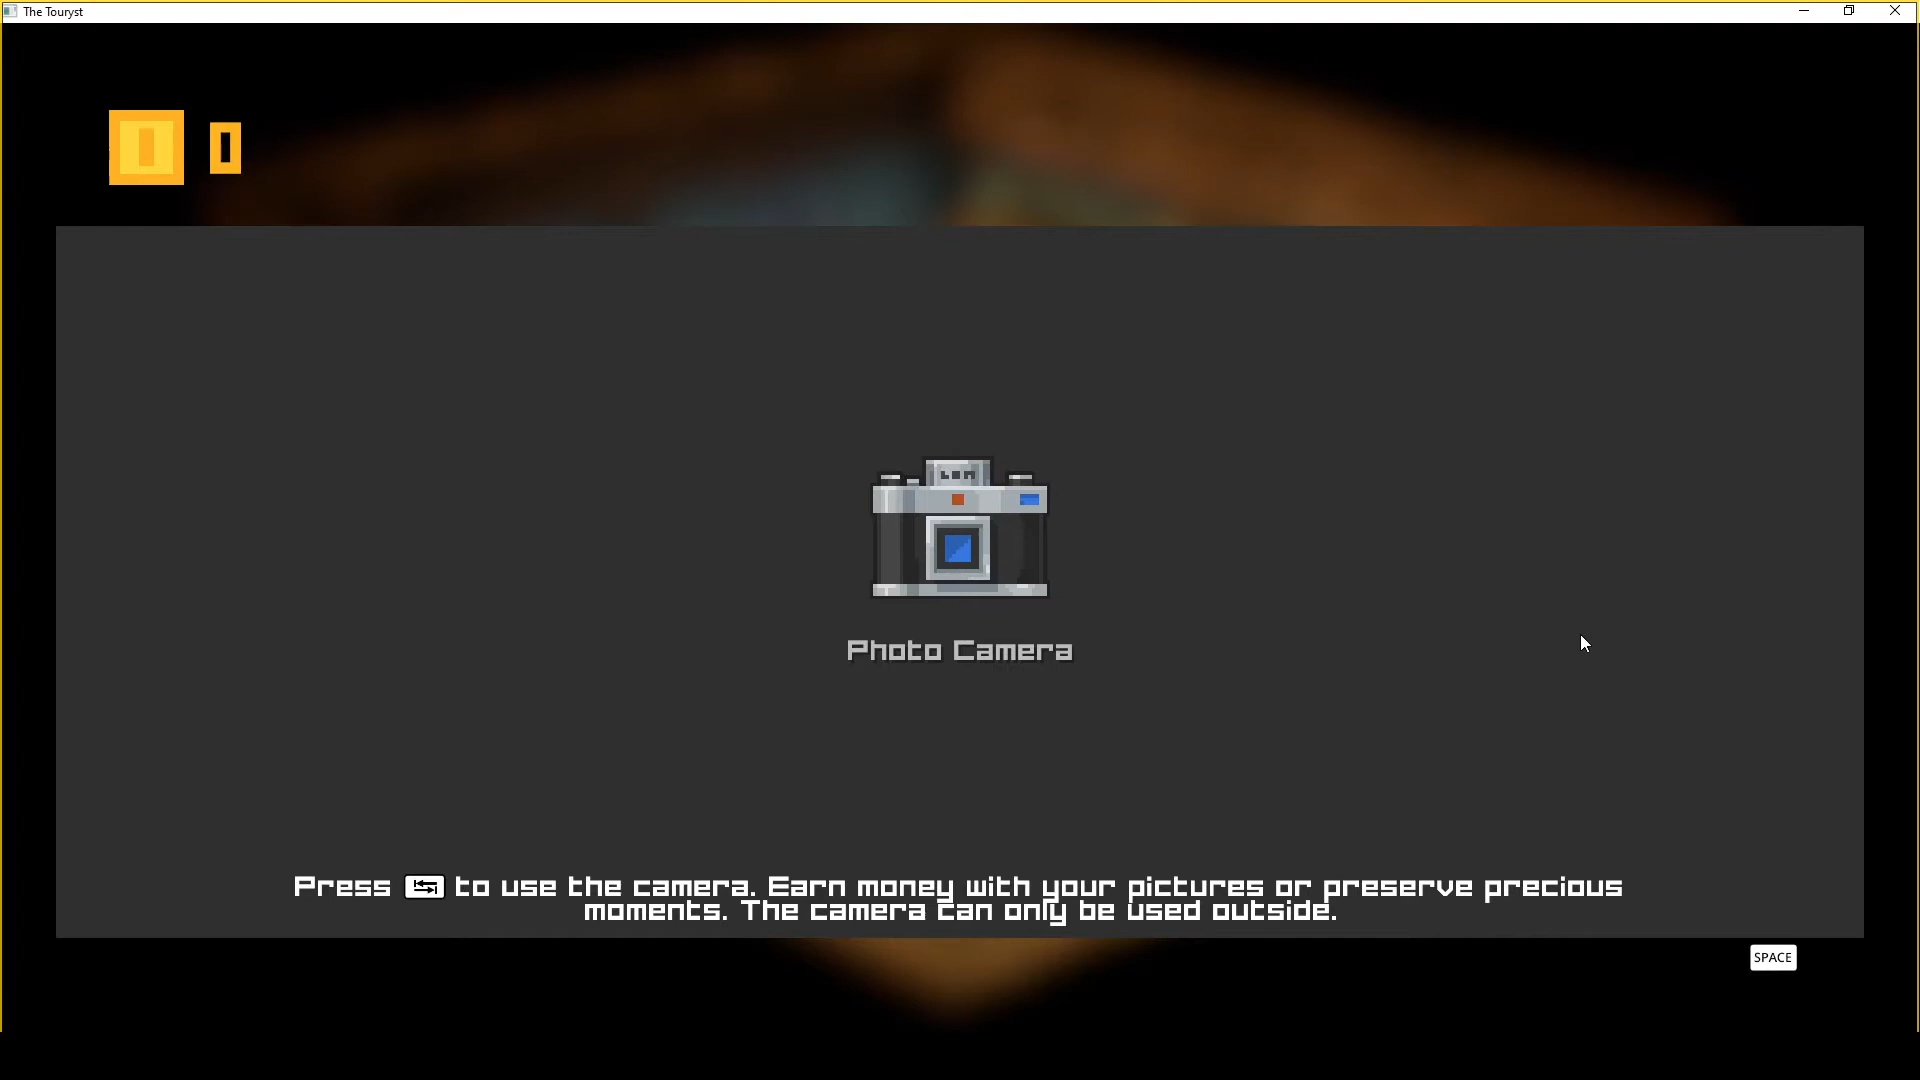 The Touryst
0
Photo Camera
Press to use the camera. Earn money with your pictures or preserve precious
moments. The camera can only be used outside.
SPACE